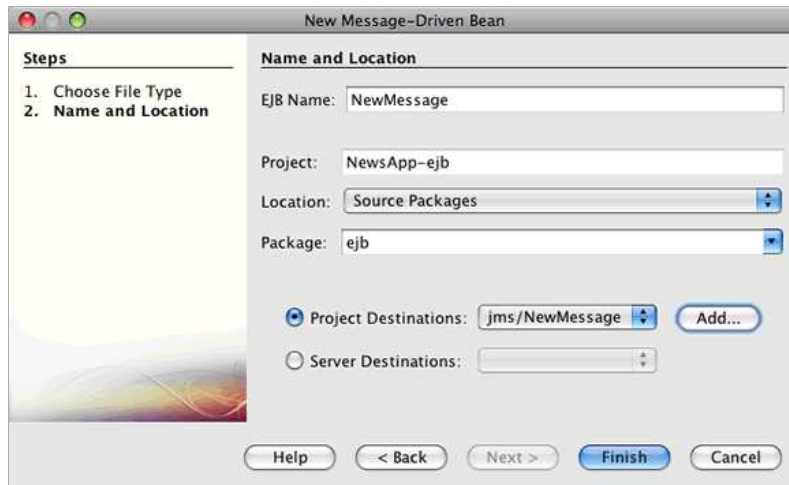 New Message-Driven Bean
Steps
1. Choose File Type
2. Name and Location
Name and Location
EJB Name: NewMessage
Project: NewsApp-ejb
Location: Source Packages
Package: ejb
Project Destinations: jms/NewMessage Add...
Server Destinations:
Help < Back Next > Finish Cancel